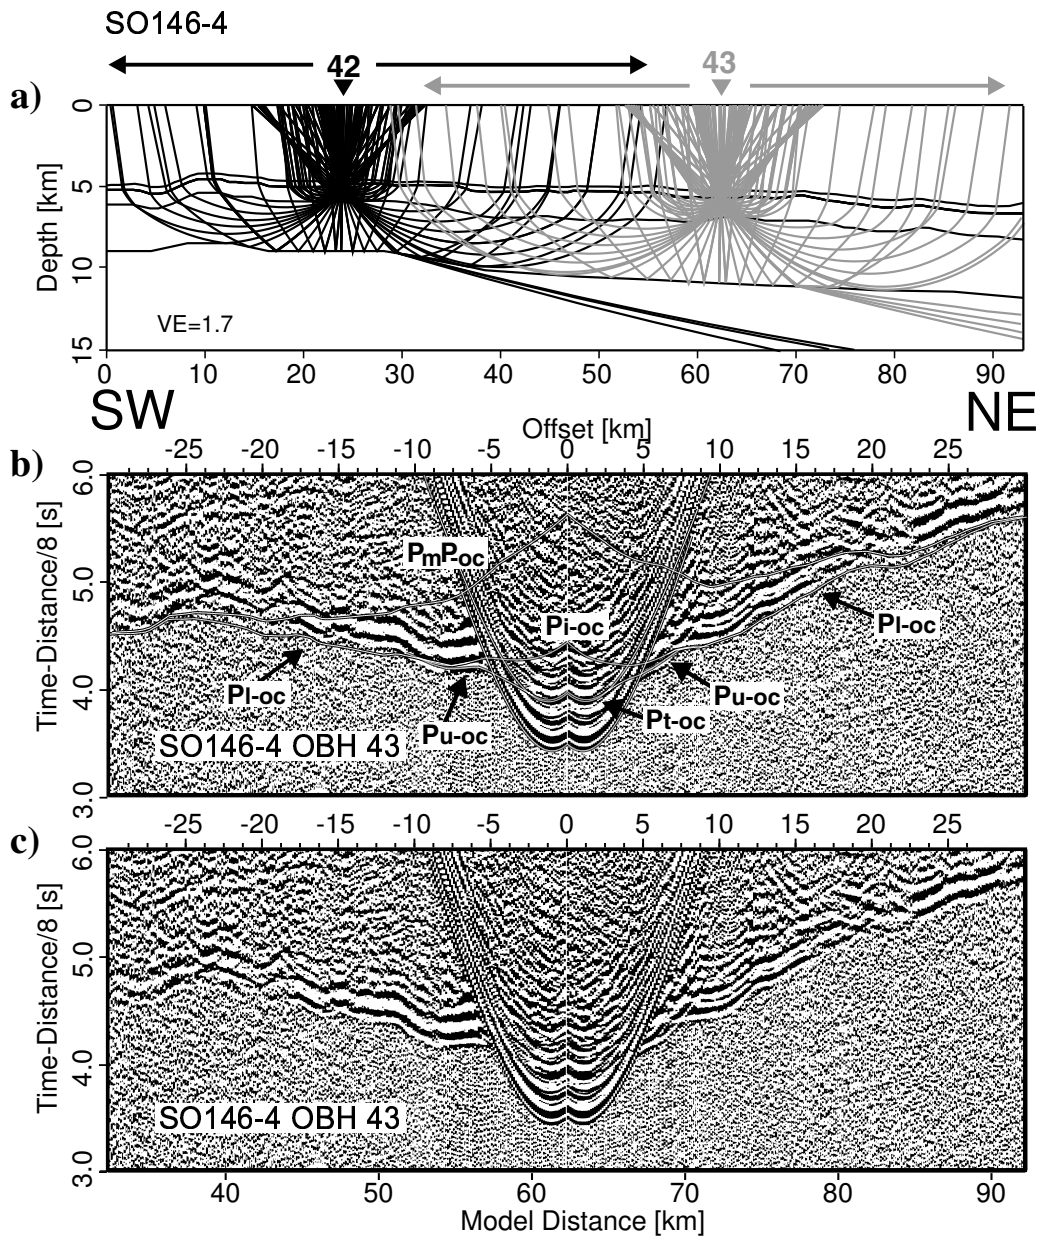 SO146-4
42
43
a)
0
5
10
15
Depth [km]
VE=1.7
0 10 20 30 40 50 60 70 80 90
SW
NE
Offset [km]
b)
-25 -20 -15 -10 -5 0 5 10 15 20 25
6.0
5.0
4.0
3.0
Time-Distance/8 [s]
PmP-oc
Pi-oc
Pl-oc
Pl-oc
Pu-oc
Pt-oc
Pu-oc
SO146-4 OBH 43
c)
-25 -20 -15 -10 -5 0 5 10 15 20 25
6.0
5.0
4.0
3.0
Time-Distance/8 [s]
SO146-4 OBH 43
40 50 60 70 80 90
Model Distance [km]